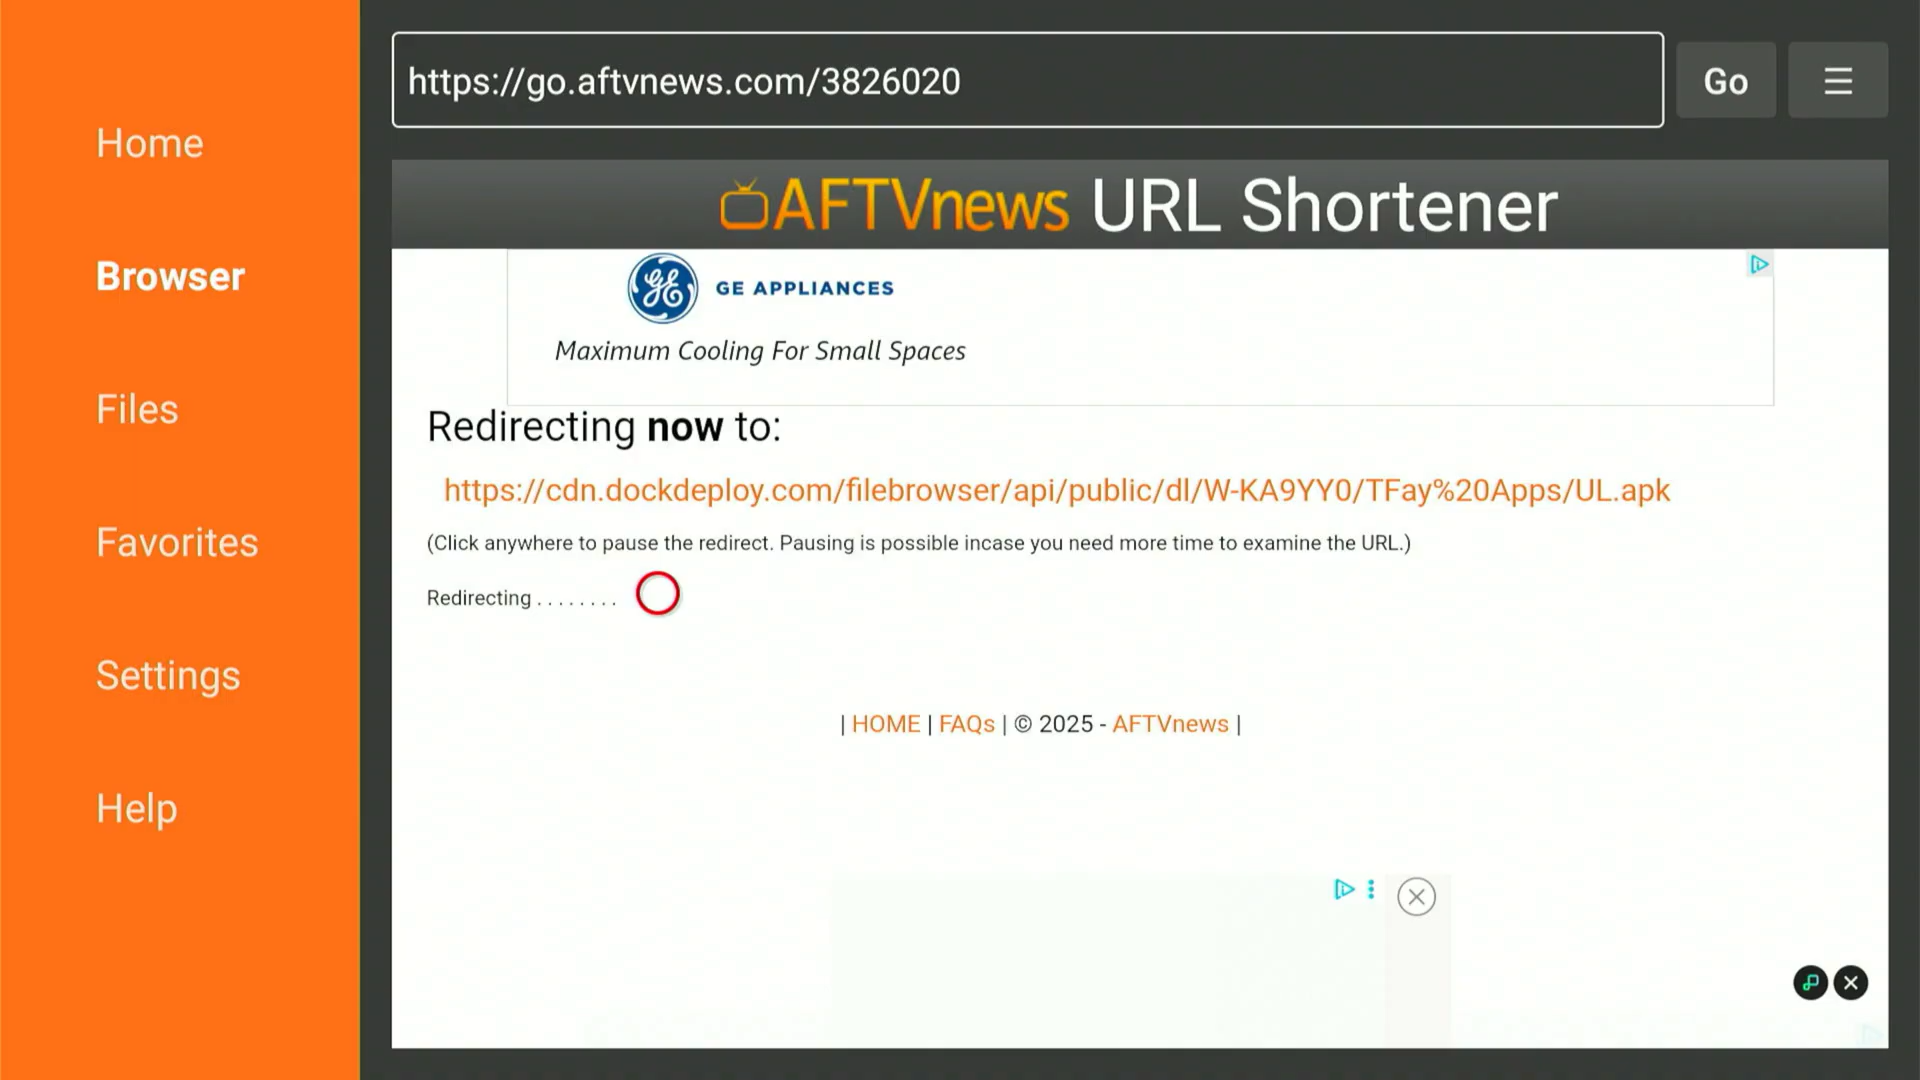 https://go.aftvnews.com/3826020
Go
Home
Browser
Files
Favorites
Settings
Help
AFTVnews URL Shortener
GE
GE APPLIANCES
Maximum Cooling For Small Spaces
Redirecting now to:
https://cdn.dockdeploy.com/filebrowser/api/public/dl/W-KA9YY0/TFay%20Apps/UL.apk
(Click anywhere to pause the redirect. Pausing is possible incase you need more time to examine the URL.)
Redirecting . . . . . . . .
| HOME | FAQs | © 2025 - AFTVnews |